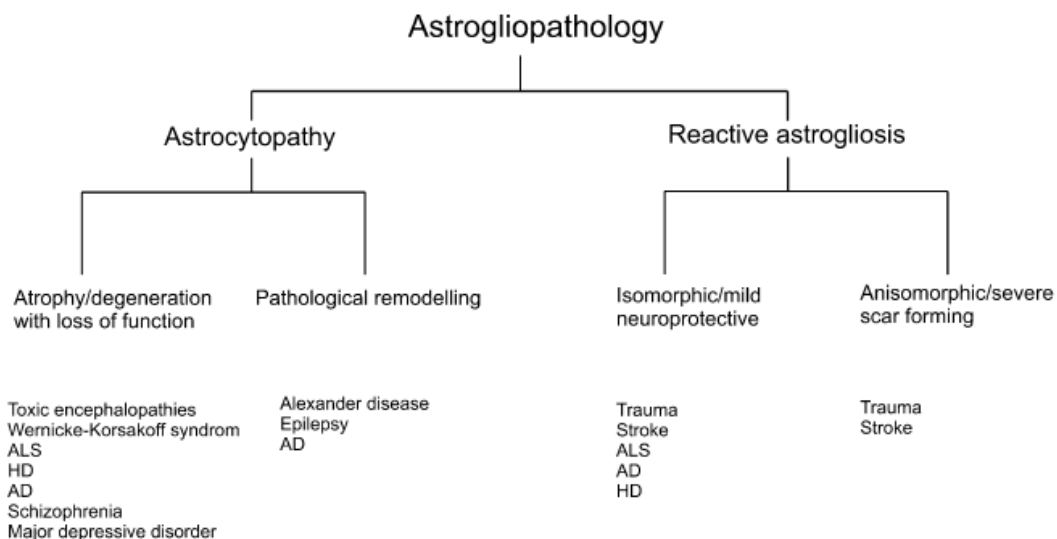 Astrogliopathology
Astrocytopathy
Reactive astrogliosis
Atrophy/degeneration
with loss of function
Pathological remodelling
Isomorphic/mild
neuroprotective
Anisomorphic/severe
scar forming
Toxic encephalopathies
Wernicke-Korsakoff syndrom
ALS
HD
AD
Schizophrenia
Major depressive disorder
Alexander disease
Epilepsy
AD
Trauma
Stroke
ALS
AD
HD
Trauma
Stroke